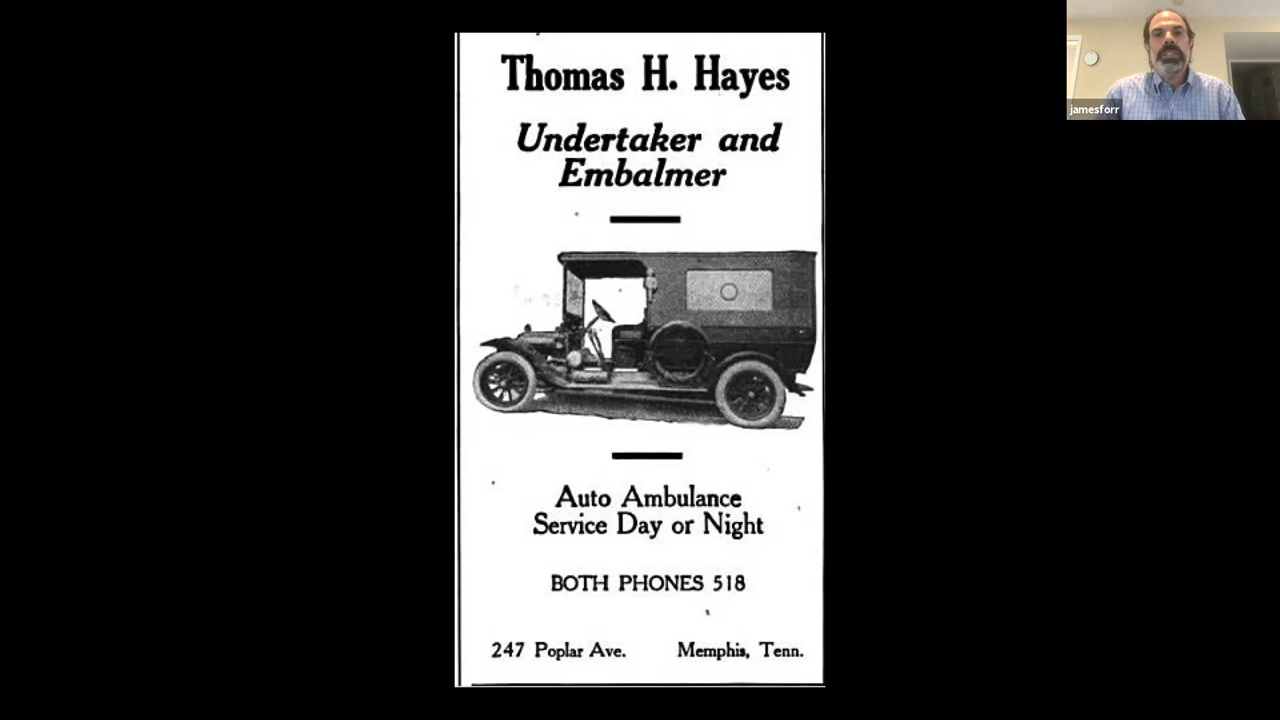 Thomas H. Hayes
Undertaker and
Embalmer
Auto Ambulance
Service Day or Night
BOTH PHONES 518
247 Poplar Ave. Memphis, Tenn.
jamesforr